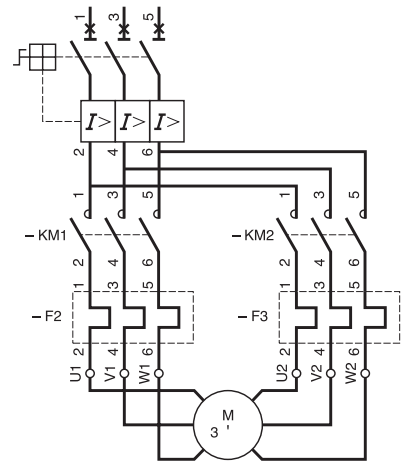 1 3 5
I> I> I>
2 4 6
1 3 5 1 3 5
– KM1 – KM2
2 4 6 2 4 6
1 3 5 1 3 5
– F2 – F3
2 4 6 2 4 6
U1 V1 W1 U2 V2 W2
M
3 '